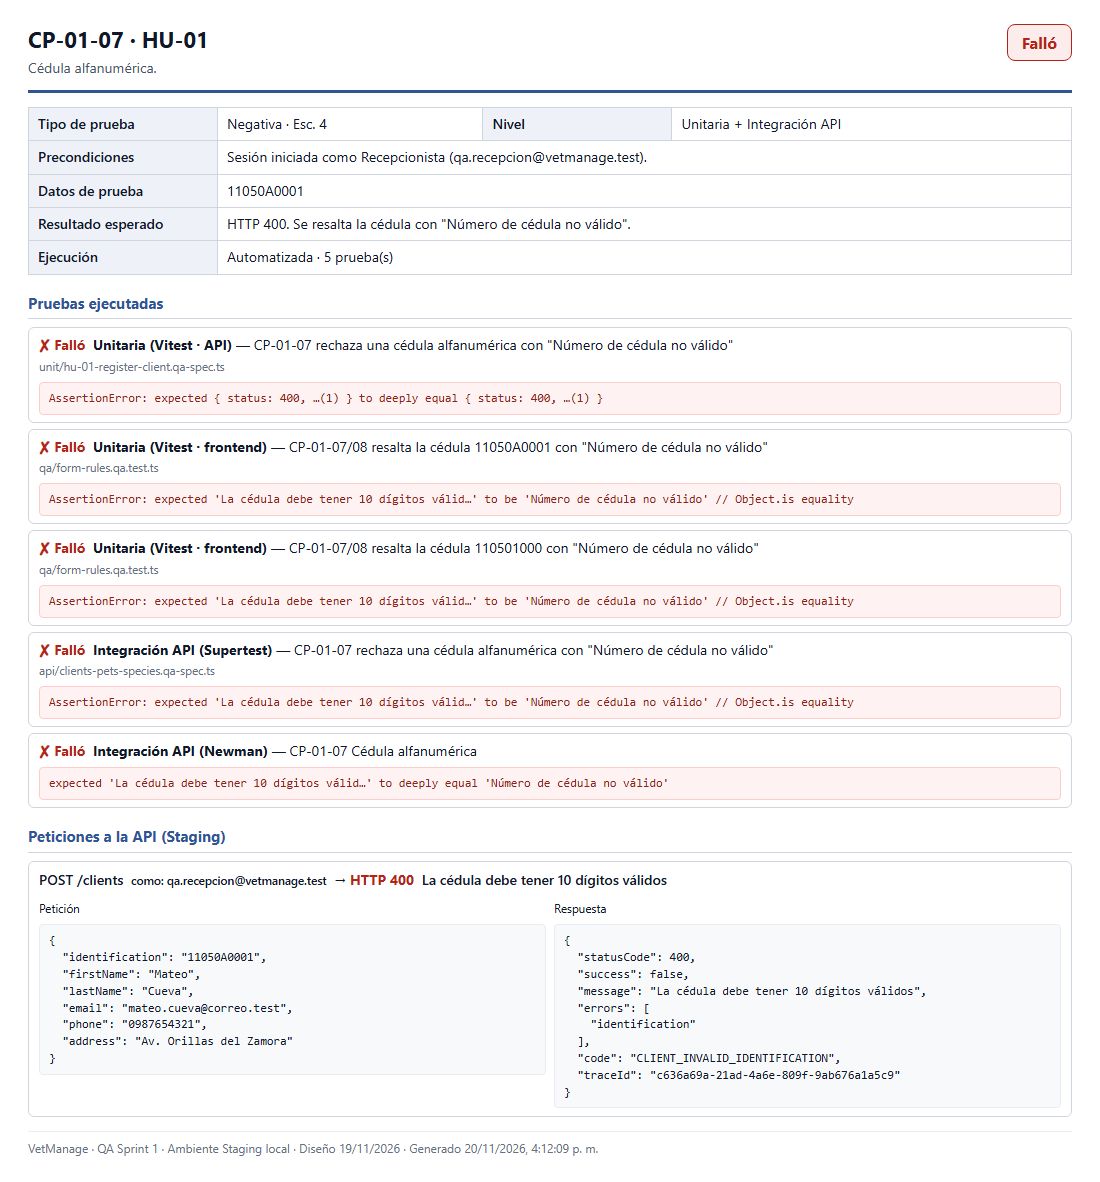 CP-01-07 · HU-01
Falló
Cédula alfanumérica.
Tipo de prueba Negativa · Esc. 4 Nivel Unitaria + Integración API
Precondiciones Sesión iniciada como Recepcionista (qa.recepcion@vetmanage.test).
Datos de prueba 11050A0001
Resultado esperado HTTP 400. Se resalta la cédula con "Número de cédula no válido".
Ejecución Automatizada · 5 prueba(s)
Pruebas ejecutadas
✘ Falló Unitaria (Vitest · API) — CP-01-07 rechaza una cédula alfanumérica con "Número de cédula no válido"
unit/hu-01-register-client.qa-spec.ts
AssertionError: expected { status: 400, …(1) } to deeply equal { status: 400, …(1) }
✘ Falló Unitaria (Vitest · frontend) — CP-01-07/08 resalta la cédula 11050A0001 con "Número de cédula no válido"
qa/form-rules.qa.test.ts
AssertionError: expected 'La cédula debe tener 10 dígitos válid…' to be 'Número de cédula no válido' // Object.is equality
✘ Falló Unitaria (Vitest · frontend) — CP-01-07/08 resalta la cédula 110501000 con "Número de cédula no válido"
qa/form-rules.qa.test.ts
AssertionError: expected 'La cédula debe tener 10 dígitos válid…' to be 'Número de cédula no válido' // Object.is equality
✘ Falló Integración API (Supertest) — CP-01-07 rechaza una cédula alfanumérica con "Número de cédula no válido"
api/clients-pets-species.qa-spec.ts
AssertionError: expected 'La cédula debe tener 10 dígitos válid…' to be 'Número de cédula no válido' // Object.is equality
✘ Falló Integración API (Newman) — CP-01-07 Cédula alfanumérica
expected 'La cédula debe tener 10 dígitos válid…' to deeply equal 'Número de cédula no válido'
Peticiones a la API (Staging)
POST /clients como: qa.recepcion@vetmanage.test → HTTP 400 La cédula debe tener 10 dígitos válidos
Petición
{
"identification": "11050A0001",
"firstName": "Mateo",
"lastName": "Cueva",
"email": "mateo.cueva@correo.test",
"phone": "0987654321",
"address": "Av. Orillas del Zamora"
}
Respuesta
{
"statusCode": 400,
"success": false,
"message": "La cédula debe tener 10 dígitos válidos",
"errors": [
"identification"
],
"code": "CLIENT_INVALID_IDENTIFICATION",
"traceId": "c636a69a-21ad-4a6e-809f-9ab676a1a5c9"
}
VetManage · QA Sprint 1 · Ambiente Staging local · Diseño 19/11/2026 · Generado 20/11/2026, 4:12:09 p. m.